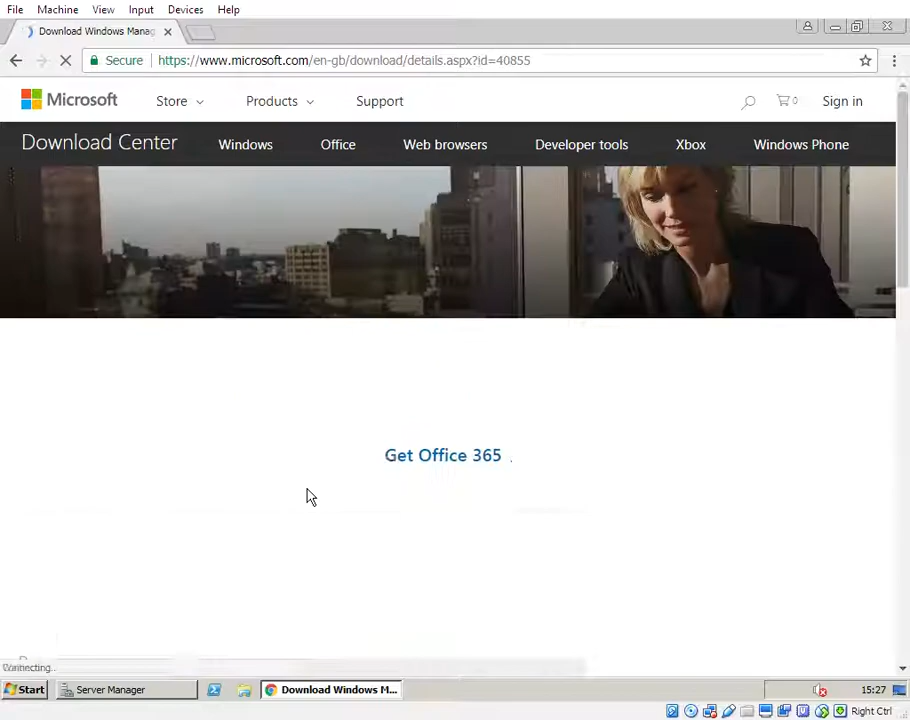 File Machine View Input Devices Help
Download Windows Manag
Secure https://www.microsoft.com/en-gb/download/details.aspx?id=40855
Microsoft Store Products Support 0 Sign in
Download Center Windows Office Web browsers Developer tools Xbox Windows Phone
Get Office 365
Connecting...
Start Server Manager Download Windows M... 15:27
Right Ctrl